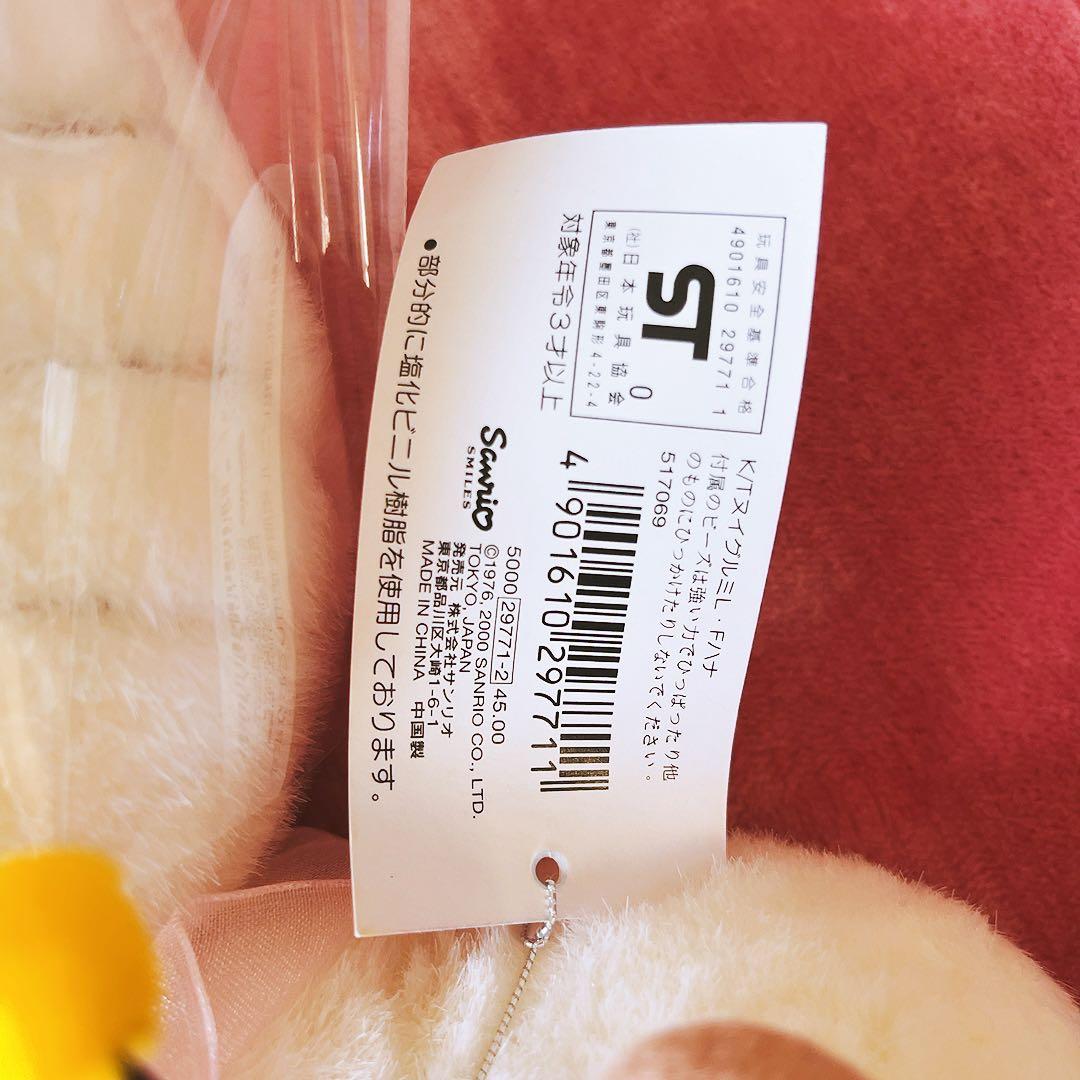 玩具安全基準合格
4901610 29771 1
ST
0
(社)日本玩具協会
東京都墨田区東駒形4-22-4
対象年令3才以上
K/Tヌイグルミ L・Fハナ
付属のビーズは強い力でひっぱったり他
のものにひっかけたりしないでください。
517069
4 901610 297711
Sanrio
SMILES
5000 29771-2 45.00
©1976, 2000 SANRIO CO., LTD.
TOKYO, JAPAN
発売元 株式会社サンリオ
東京都品川区大崎1-6-1
MADE IN CHINA 中国製
●部分的に塩化ビニル樹脂を使用しております。